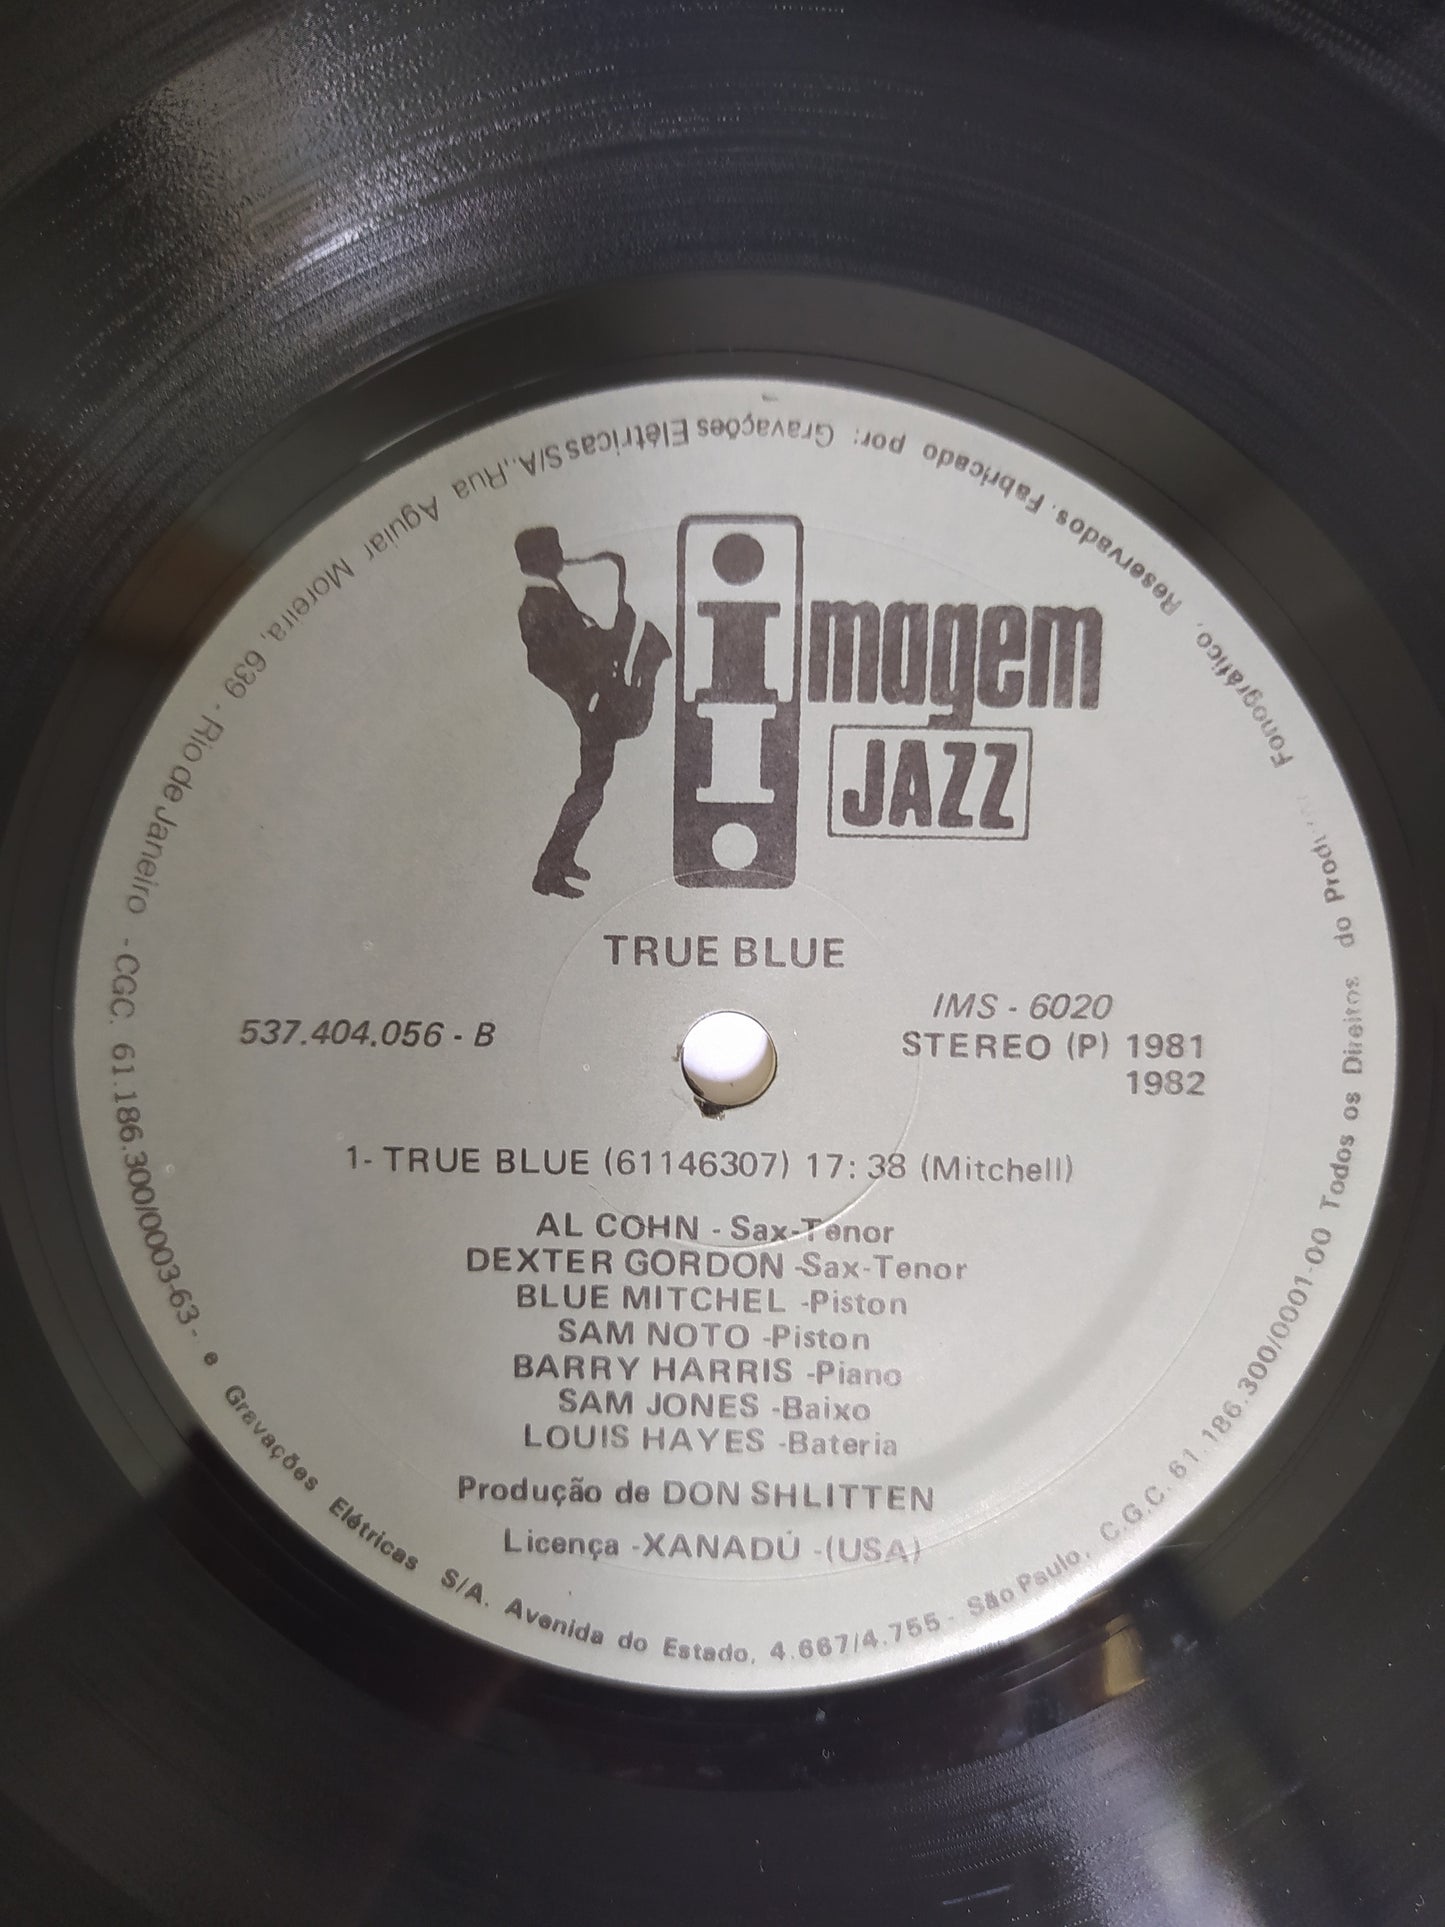 imagem
JAZZ
TRUE BLUE
537.404.056 - B
IMS - 6020
STEREO (P) 1981
1982
1- TRUE BLUE (61146307) 17:38 (Mitchell)
AL COHN - Sax-Tenor
DEXTER GORDON -Sax-Tenor
BLUE MITCHEL -Piston
SAM NOTO -Piston
BARRY HARRIS -Piano
SAM JONES -Baixo
LOUIS HAYES -Bateria
Produção de DON SHLITTEN
Licença -XANADÚ -(USA)
Fabricado por: Gravações Elétricas S/A,.Rua Aguiar Moreira, 639 - Rio de Janeiro - CGC. 61.186.300/0003-63 - e Gravações Elétricas S/A. Avenida do Estado, 4.667/4.755 - São Paulo, C.G.C. 61.186.300/0001-00 Todos os Direitos do Fonográfico, Reservados.